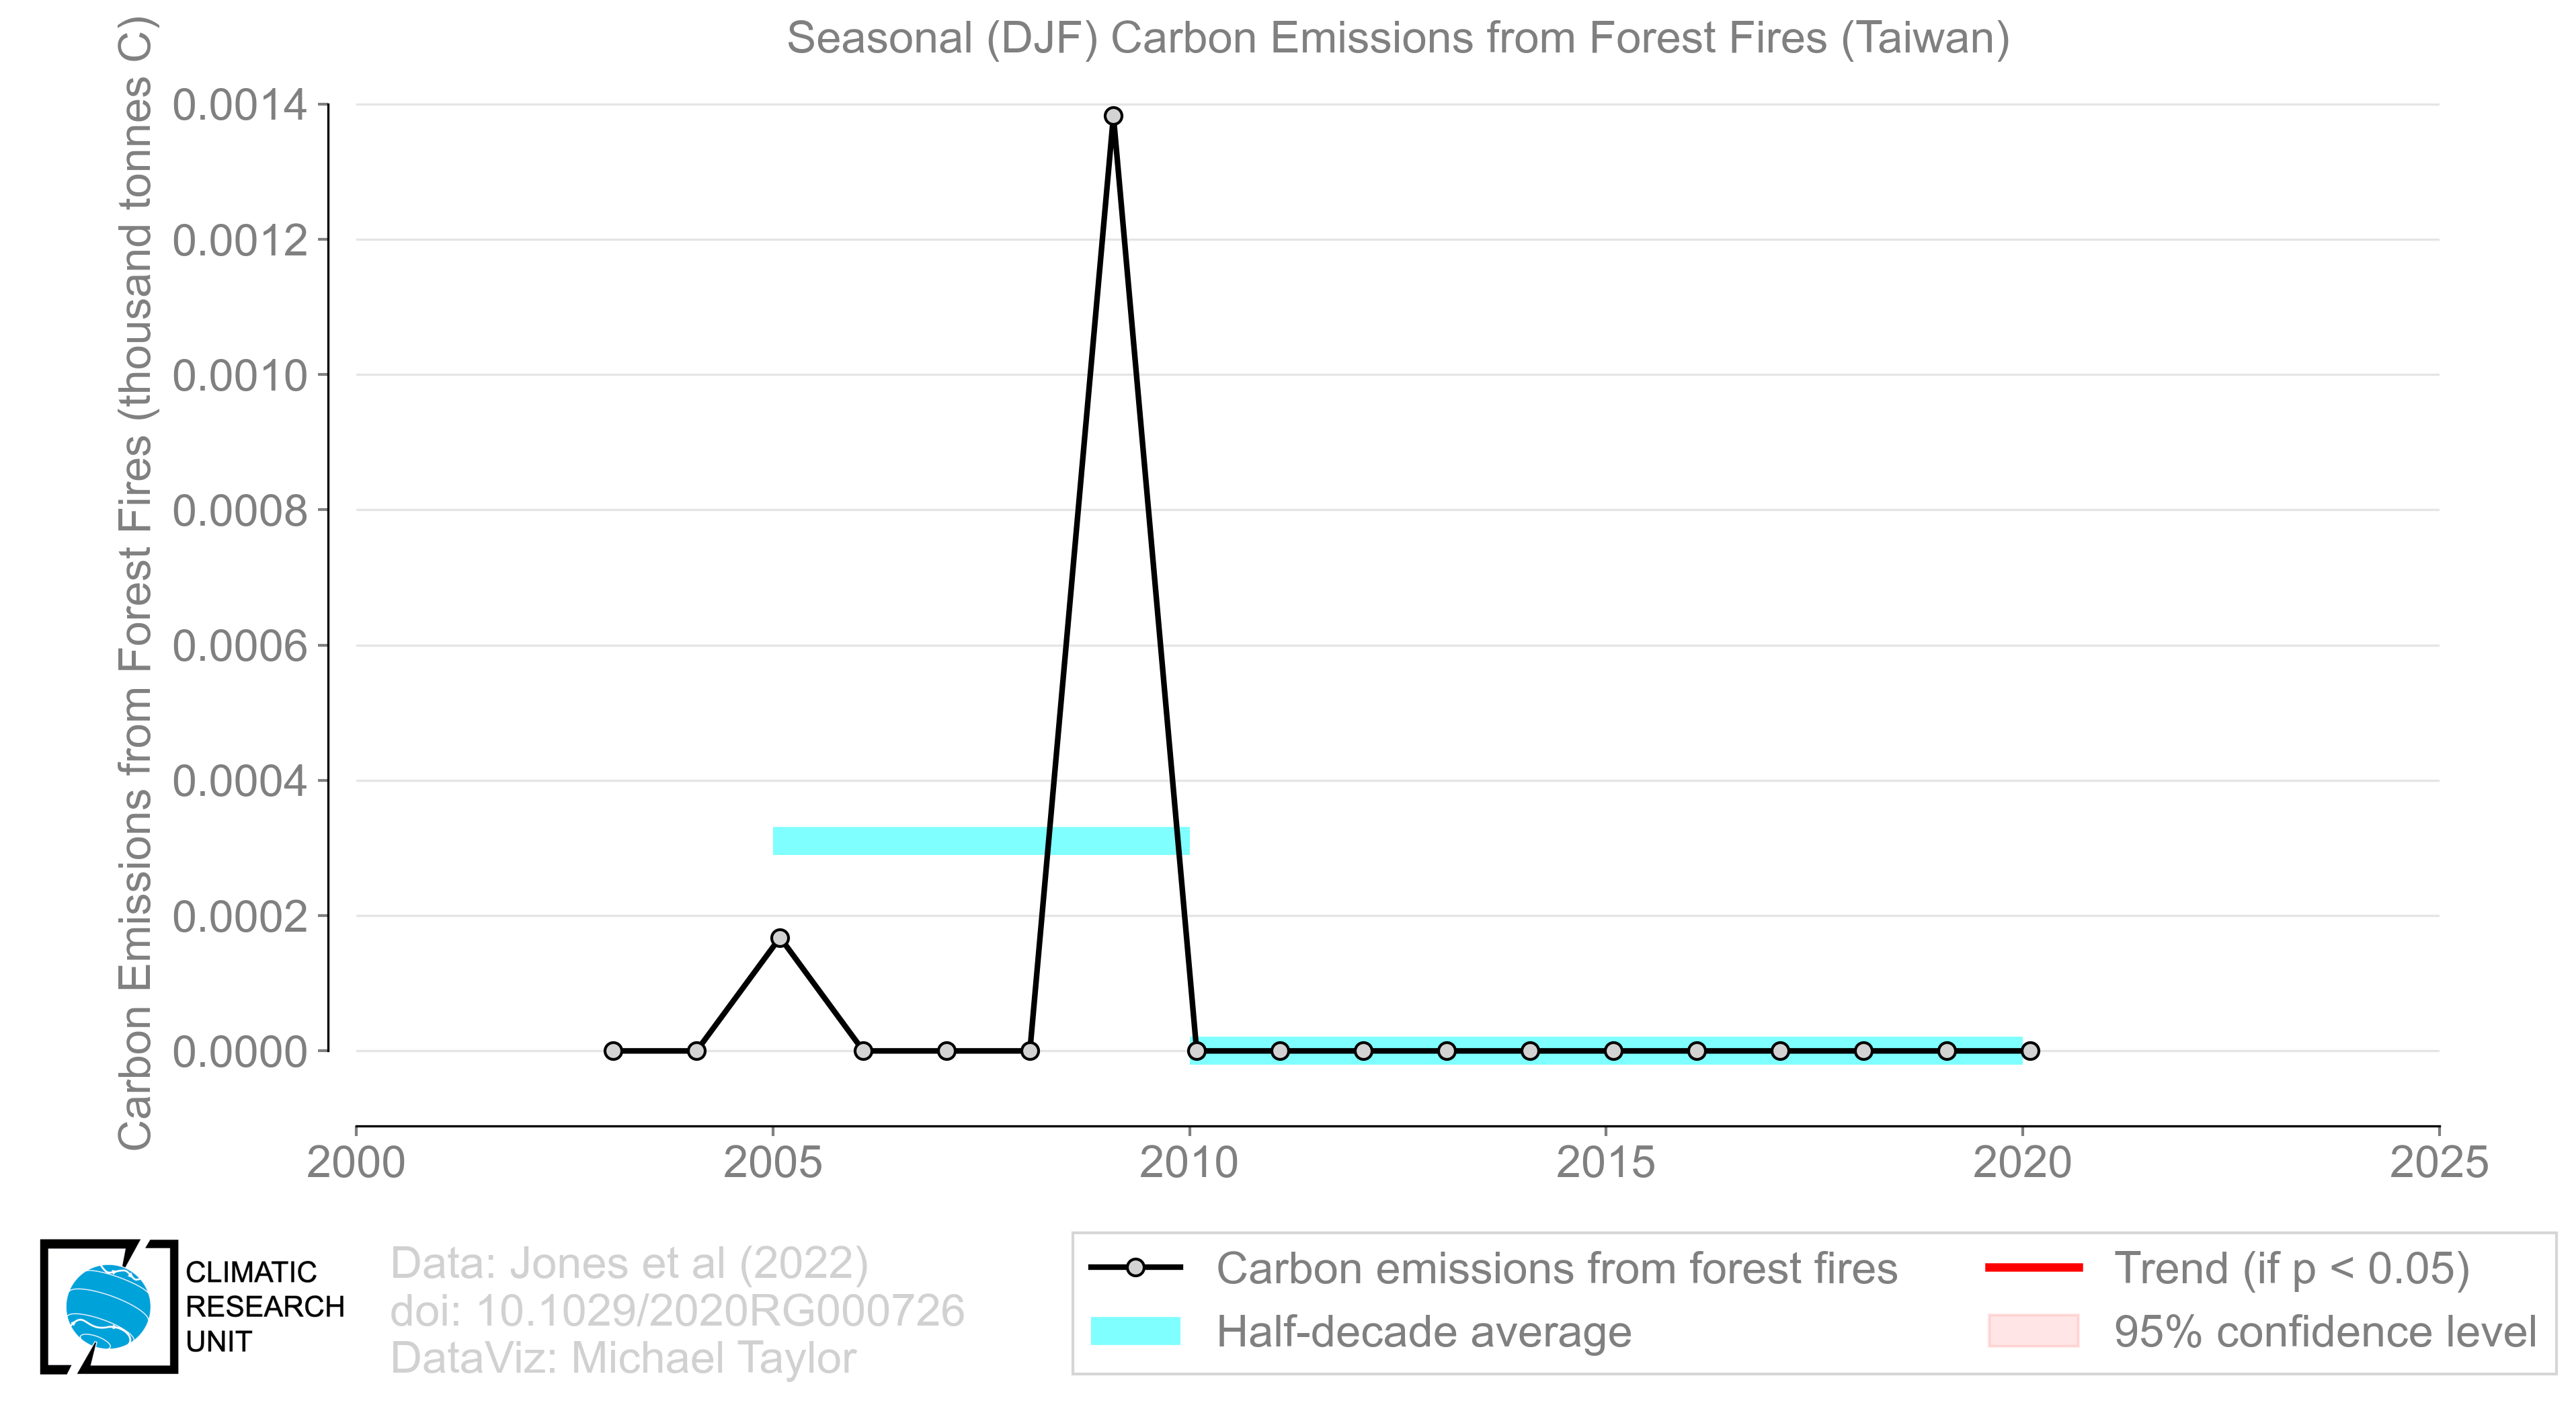 Seasonal (DJF) Carbon Emissions from Forest Fires (Taiwan)
Carbon Emissions from Forest Fires (thousand tonnes C)
0.0014
0.0012
0.0010
0.0008
0.0006
0.0004
0.0002
0.0000
2000 2005 2010 2015 2020 2025
CLIMATIC
RESEARCH
UNIT
Data: Jones et al (2022)
doi: 10.1029/2020RG000726
DataViz: Michael Taylor
Carbon emissions from forest fires
Half-decade average
Trend (if p < 0.05)
95% confidence level